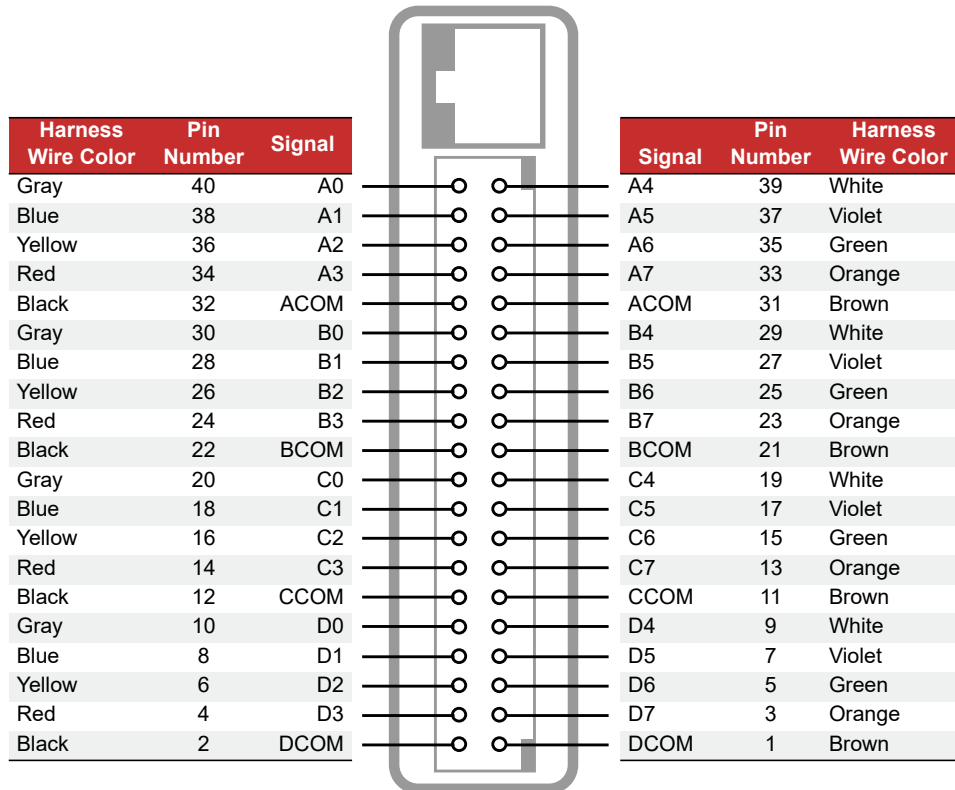 Harness Wire Color Pin Number Signal Signal Pin Number Harness Wire Color
Gray 40 A0 A4 39 White
Blue 38 A1 A5 37 Violet
Yellow 36 A2 A6 35 Green
Red 34 A3 A7 33 Orange
Black 32 ACOM ACOM 31 Brown
Gray 30 B0 B4 29 White
Blue 28 B1 B5 27 Violet
Yellow 26 B2 B6 25 Green
Red 24 B3 B7 23 Orange
Black 22 BCOM BCOM 21 Brown
Gray 20 C0 C4 19 White
Blue 18 C1 C5 17 Violet
Yellow 16 C2 C6 15 Green
Red 14 C3 C7 13 Orange
Black 12 CCOM CCOM 11 Brown
Gray 10 D0 D4 9 White
Blue 8 D1 D5 7 Violet
Yellow 6 D2 D6 5 Green
Red 4 D3 D7 3 Orange
Black 2 DCOM DCOM 1 Brown